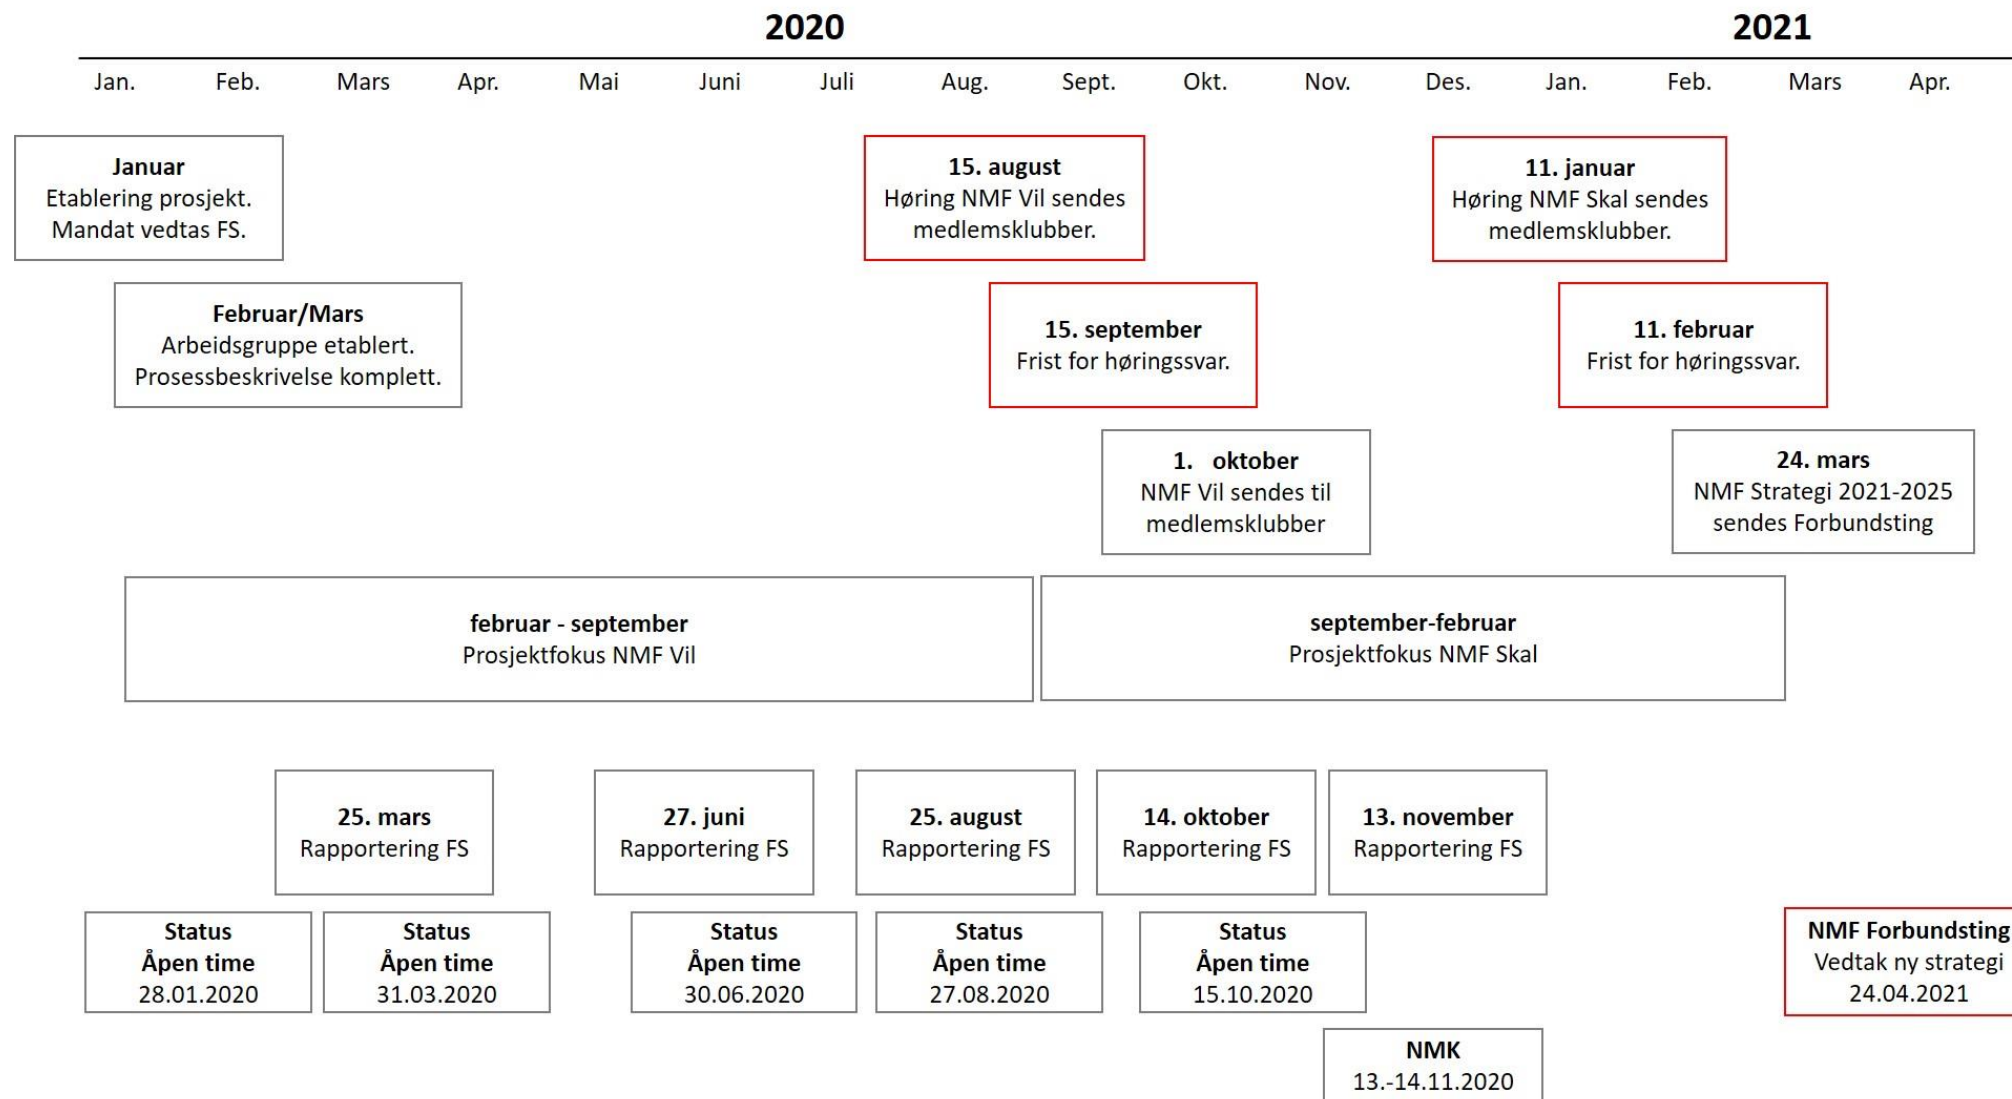 2020
2021
Jan. Feb. Mars Apr. Mai Juni Juli Aug. Sept. Okt. Nov. Des. Jan. Feb. Mars Apr.
Januar
Etablering prosjekt.
Mandat vedtas FS.
15. august
Høring NMF Vil sendes
medlemsklubber.
11. januar
Høring NMF Skal sendes
medlemsklubber.
Februar/Mars
Arbeidsgruppe etablert.
Prosessbeskrivelse komplett.
15. september
Frist for høringssvar.
11. februar
Frist for høringssvar.
1. oktober
NMF Vil sendes til
medlemsklubber
24. mars
NMF Strategi 2021-2025
sendes Forbundsting
februar - september
Prosjektfokus NMF Vil
september-februar
Prosjektfokus NMF Skal
25. mars
Rapportering FS
27. juni
Rapportering FS
25. august
Rapportering FS
14. oktober
Rapportering FS
13. november
Rapportering FS
Status
Åpen time
28.01.2020
Status
Åpen time
31.03.2020
Status
Åpen time
30.06.2020
Status
Åpen time
27.08.2020
Status
Åpen time
15.10.2020
NMF Forbundsting
Vedtak ny strategi
24.04.2021
NMK
13.-14.11.2020